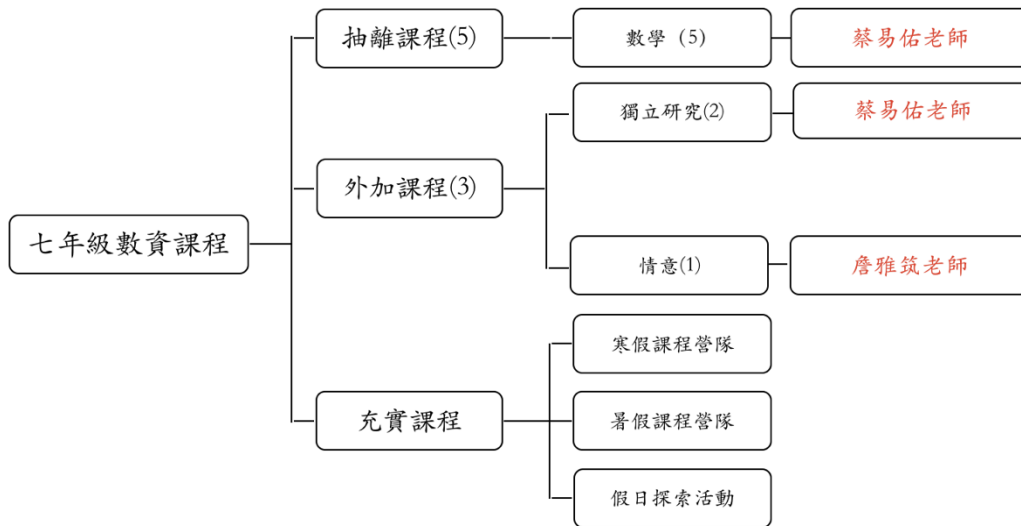 抽離課程(5)
數學 (5)
蔡易佑老師
獨立研究(2)
蔡易佑老師
外加課程(3)
七年級數資課程
情意(1)
詹雅筑老師
寒假課程營隊
充實課程
暑假課程營隊
假日探索活動